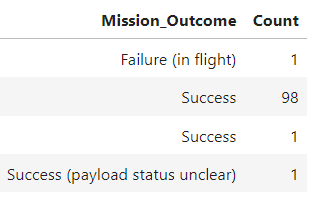 Mission_Outcome Count
Failure (in flight) 1
Success 98
Success 1
Success (payload status unclear) 1